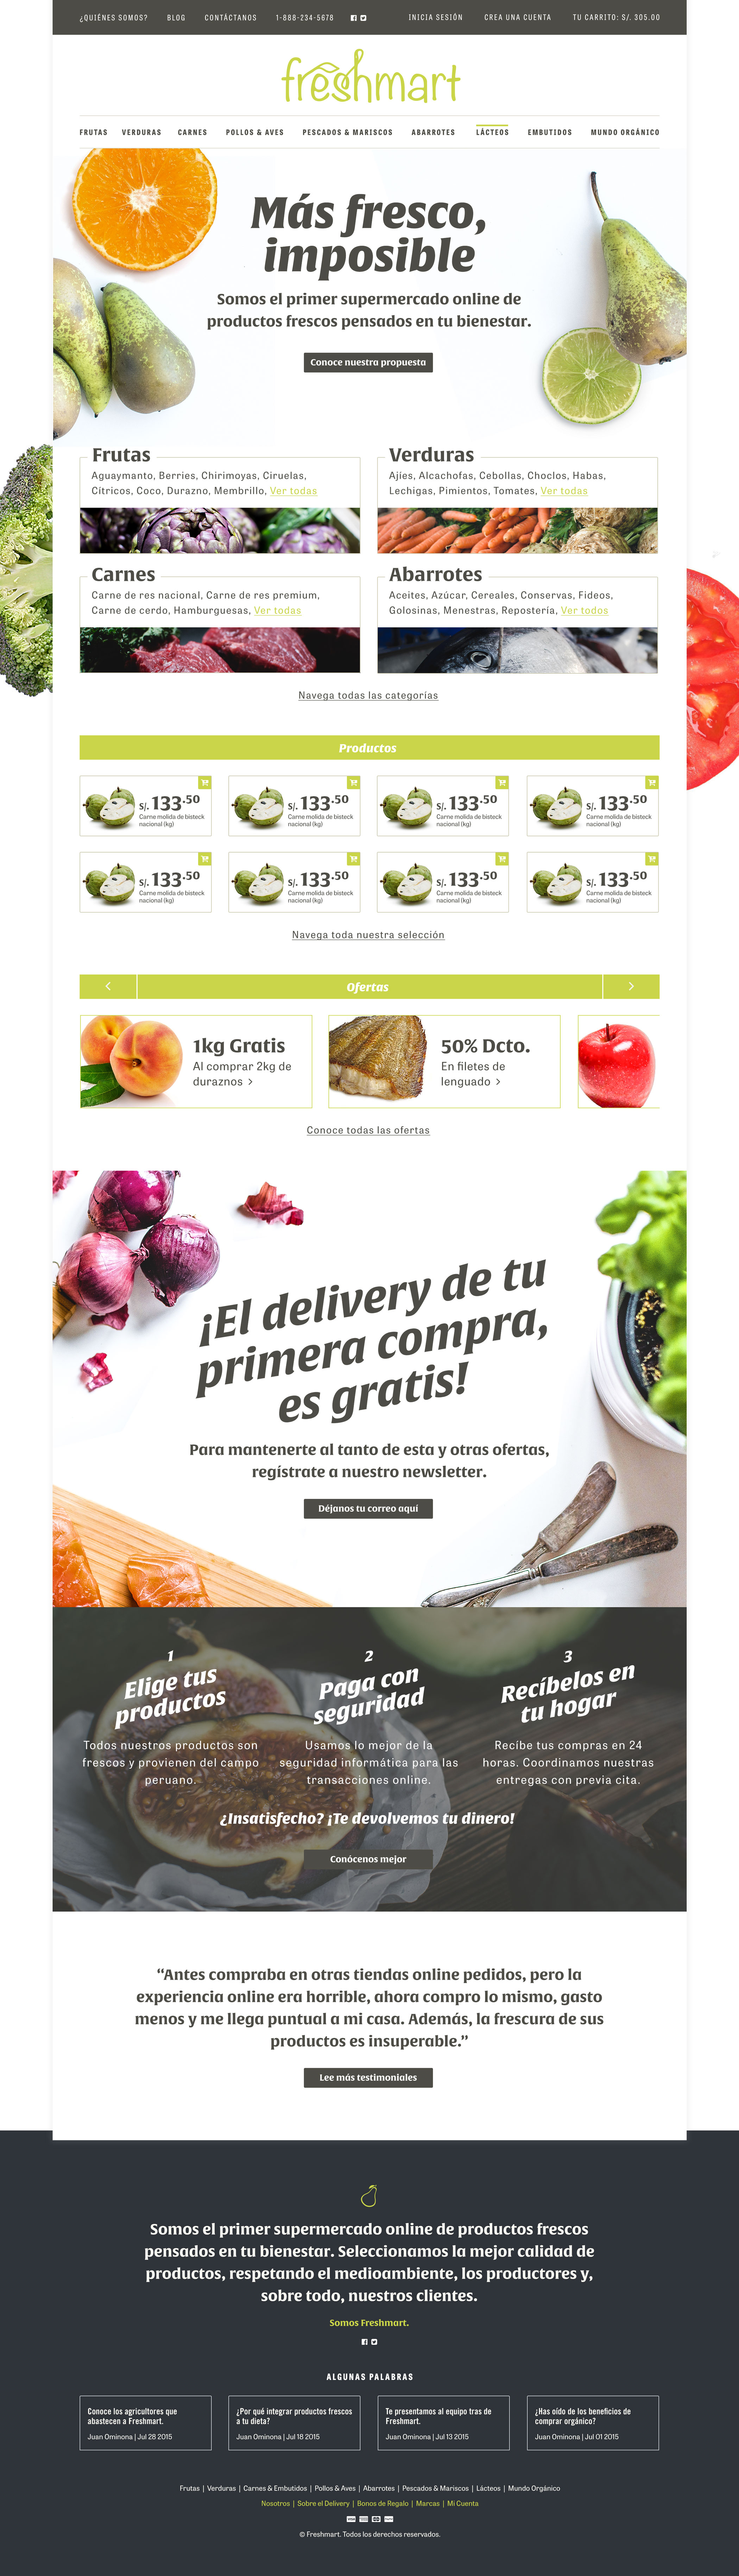 ¿QUIÉNES SOMOS? BLOG CONTÁCTANOS 1-888-234-5678 INICIA SESIÓN CREA UNA CUENTA TU CARRITO: S/. 305.00
freshmart
FRUTAS VERDURAS CARNES POLLOS & AVES PESCADOS & MARISCOS ABARROTES LÁCTEOS EMBUTIDOS MUNDO ORGÁNICO
Más fresco,
imposible
Somos el primer supermercado online de
productos frescos pensados en tu bienestar.
Conoce nuestra propuesta
Frutas
Aguaymanto, Berries, Chirimoyas, Ciruelas,
Cítricos, Coco, Durazno, Membrillo, Ver todas
Verduras
Ajíes, Alcachofas, Cebollas, Choclos, Habas,
Lechigas, Pimientos, Tomates, Ver todas
Carnes
Carne de res nacional, Carne de res premium,
Carne de cerdo, Hamburguesas, Ver todas
Abarrotes
Aceites, Azúcar, Cereales, Conservas, Fideos,
Golosinas, Menestras, Repostería, Ver todos
Navega todas las categorías
Productos
S/. 133.50
Carne molida de bisteck
nacional (kg)
S/. 133.50
Carne molida de bisteck
nacional (kg)
S/. 133.50
Carne molida de bisteck
nacional (kg)
S/. 133.50
Carne molida de bisteck
nacional (kg)
S/. 133.50
Carne molida de bisteck
nacional (kg)
S/. 133.50
Carne molida de bisteck
nacional (kg)
S/. 133.50
Carne molida de bisteck
nacional (kg)
S/. 133.50
Carne molida de bisteck
nacional (kg)
Navega toda nuestra selección
Ofertas
1kg Gratis
Al comprar 2kg de
duraznos >
50% Dcto.
En filetes de
lenguado >
Conoce todas las ofertas
¡El delivery de tu
primera compra,
es gratis!
Para mantenerte al tanto de esta y otras ofertas,
regístrate a nuestro newsletter.
Déjanos tu correo aquí
1
Elige tus
productos
Todos nuestros productos son
frescos y provienen del campo
peruano.
2
Paga con
seguridad
Usamos lo mejor de la
seguridad informática para las
transacciones online.
3
Recíbelos en
tu hogar
Recibe tus compras en 24
horas. Coordinamos nuestras
entregas con previa cita.
¿Insatisfecho? ¡Te devolvemos tu dinero!
Conócenos mejor
“Antes compraba en otras tiendas online pedidos, pero la
experiencia online era horrible, ahora compro lo mismo, gasto
menos y me llega puntual a mi casa. Además, la frescura de sus
productos es insuperable.”
Lee más testimoniales
Somos el primer supermercado online de productos frescos
pensados en tu bienestar. Seleccionamos la mejor calidad de
productos, respetando el medioambiente, los productores y,
sobre todo, nuestros clientes.
Somos Freshmart.
ALGUNAS PALABRAS
Conoce los agricultores que
abastecen a Freshmart.
Juan Ominona | Jul 28 2015
¿Por qué integrar productos frescos
a tu dieta?
Juan Ominona | Jul 18 2015
Te presentamos al equipo tras de
Freshmart.
Juan Ominona | Jul 13 2015
¿Has oído de los beneficios de
comprar orgánico?
Juan Ominona | Jul 01 2015
Frutas | Verduras | Carnes & Embutidos | Pollos & Aves | Abarrotes | Pescados & Mariscos | Lácteos | Mundo Orgánico
Nosotros | Sobre el Delivery | Bonos de Regalo | Marcas | Mi Cuenta
© Freshmart. Todos los derechos reservados.